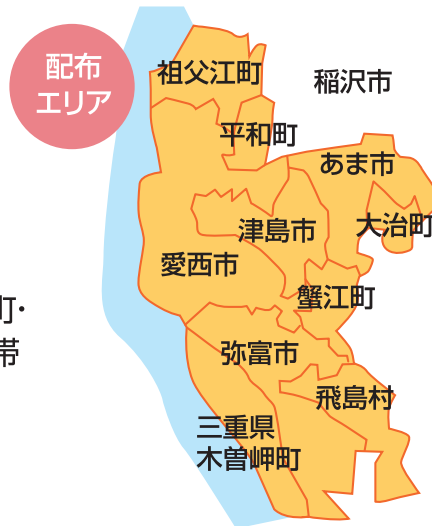 配布
エリア
祖父江町
稲沢市
平和町
あま市
大治町
津島市
愛西市
蟹江町
町・
帯
弥富市
飛島村
三重県
木曽岬町